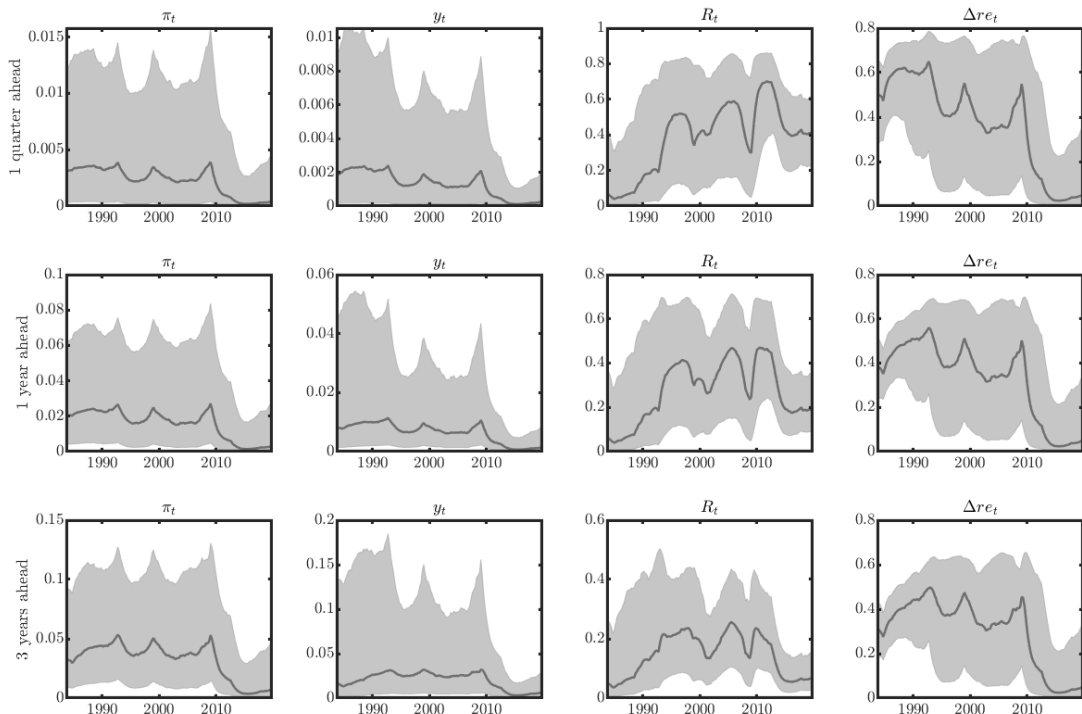 π_t y_t R_t Δre_t
1 quarter ahead
0.015 0.01 0.005 0
0.01 0.008 0.006 0.004 0.002 0
1 0.8 0.6 0.4 0.2 0
0.8 0.6 0.4 0.2 0
1990 2000 2010 1990 2000 2010 1990 2000 2010 1990 2000 2010
π_t y_t R_t Δre_t
1 year ahead
0.1 0.08 0.06 0.04 0.02 0
0.06 0.04 0.02 0
0.8 0.6 0.4 0.2 0
0.8 0.6 0.4 0.2 0
1990 2000 2010 1990 2000 2010 1990 2000 2010 1990 2000 2010
π_t y_t R_t Δre_t
3 years ahead
0.15 0.1 0.05 0
0.2 0.15 0.1 0.05 0
0.6 0.4 0.2 0
0.8 0.6 0.4 0.2 0
1990 2000 2010 1990 2000 2010 1990 2000 2010 1990 2000 2010